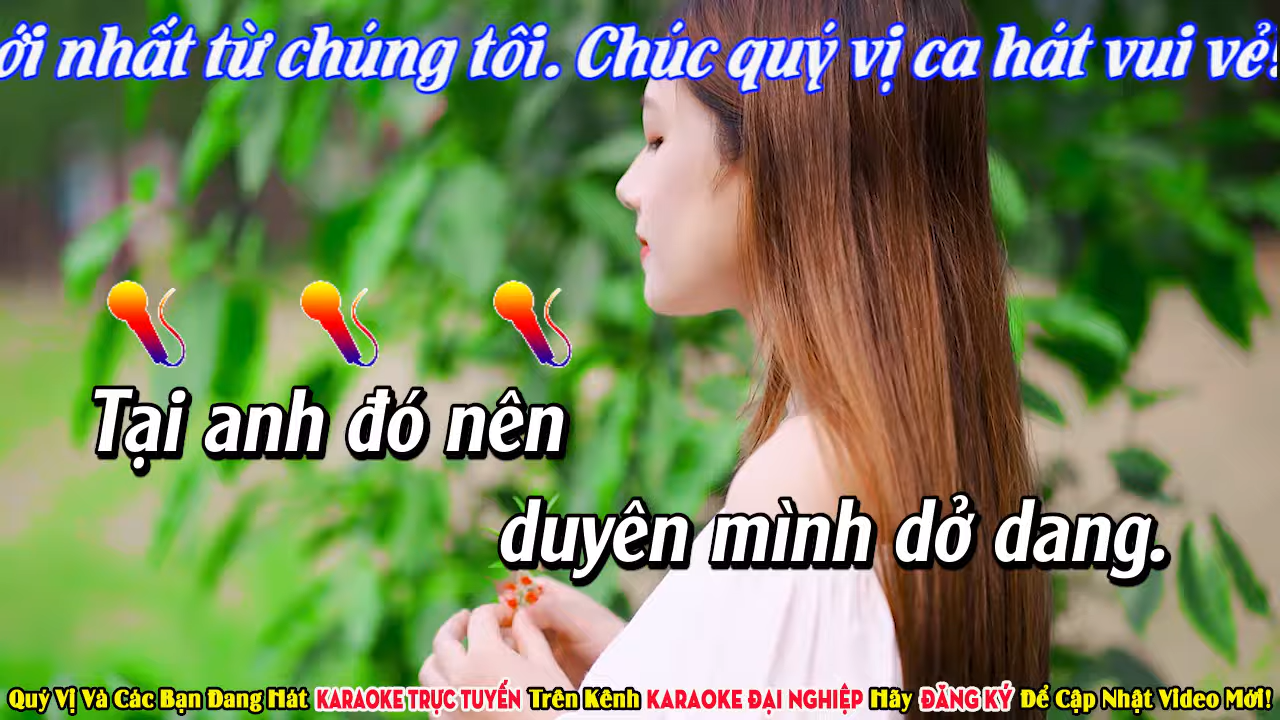 ới nhất từ chúng tôi. Chúc quý vị ca hát vui vẻ!
Tại anh đó nên
duyên mình dở dang.
Quý Vị Và Các Bạn Đang Hát KARAOKE TRỰC TUYẾN Trên Kênh KARAOKE ĐẠI NGHIỆP Hãy ĐĂNG KÝ Để Cập Nhật Video Mới!